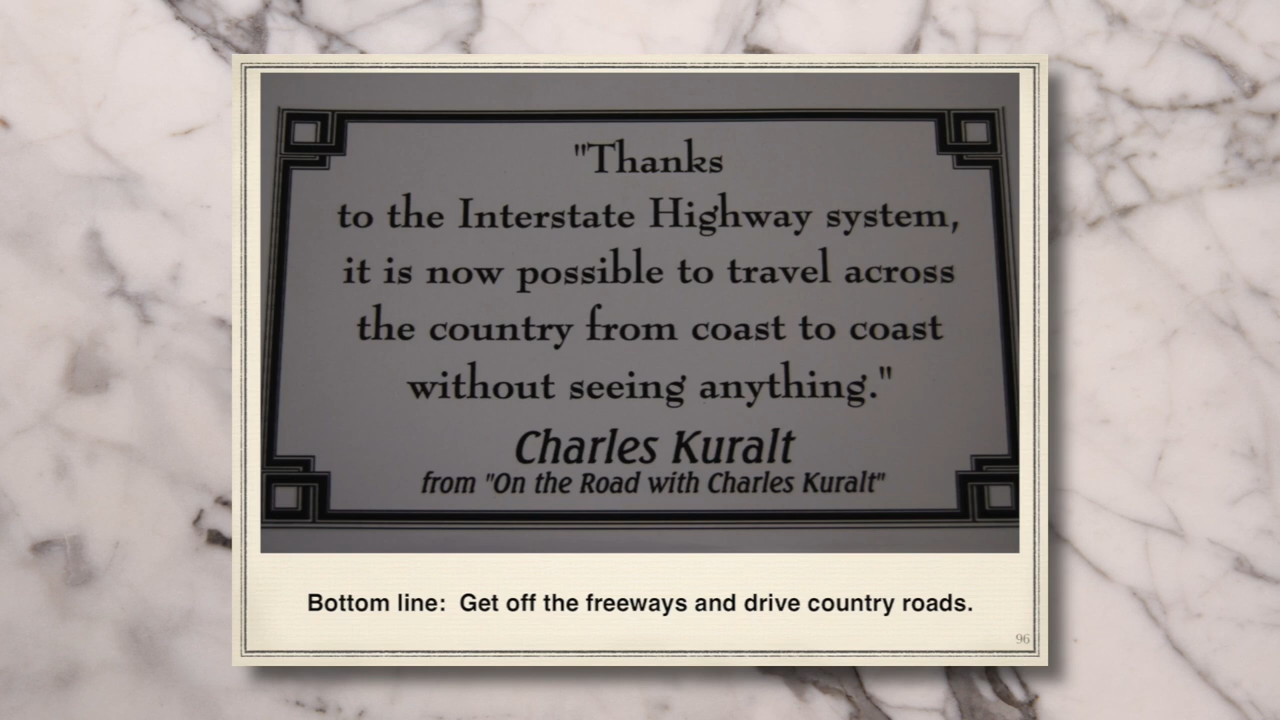 "Thanks
to the Interstate Highway system,
it is now possible to travel across
the country from coast to coast
without seeing anything."
Charles Kuralt
from "On the Road with Charles Kuralt"
Bottom line:  Get off the freeways and drive country roads.
96